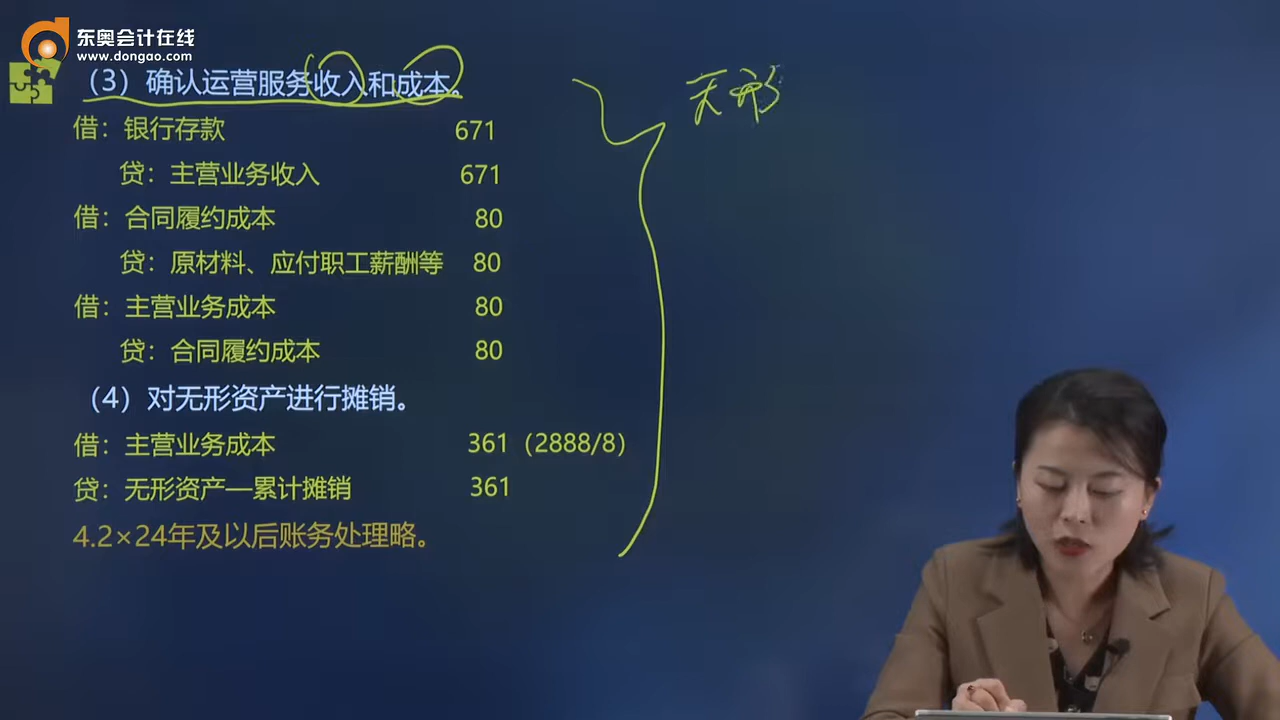 东奥会计在线
www.dongao.com
（3）确认运营服务收入和成本。
借：银行存款 671
贷：主营业务收入 671
借：合同履约成本 80
贷：原材料、应付职工薪酬等 80
借：主营业务成本 80
贷：合同履约成本 80
（4）对无形资产进行摊销。
借：主营业务成本 361（2888/8）
贷：无形资产—累计摊销 361
4.2×24年及以后账务处理略。
无形